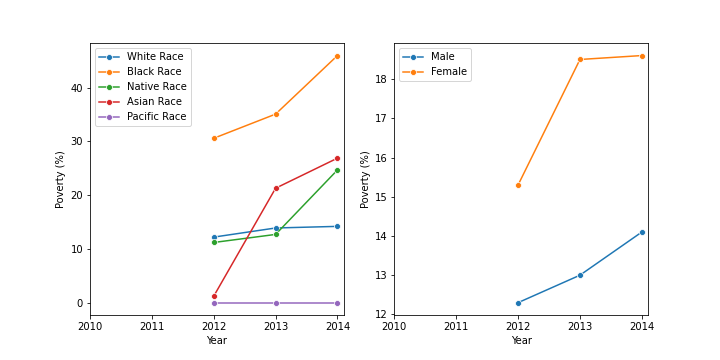 White Race
Black Race
Native Race
Asian Race
Pacific Race
Poverty (%)
40
30
20
10
0
2010 2011 2012 2013 2014
Year
Male
Female
Poverty (%)
18
17
16
15
14
13
12
2010 2011 2012 2013 2014
Year